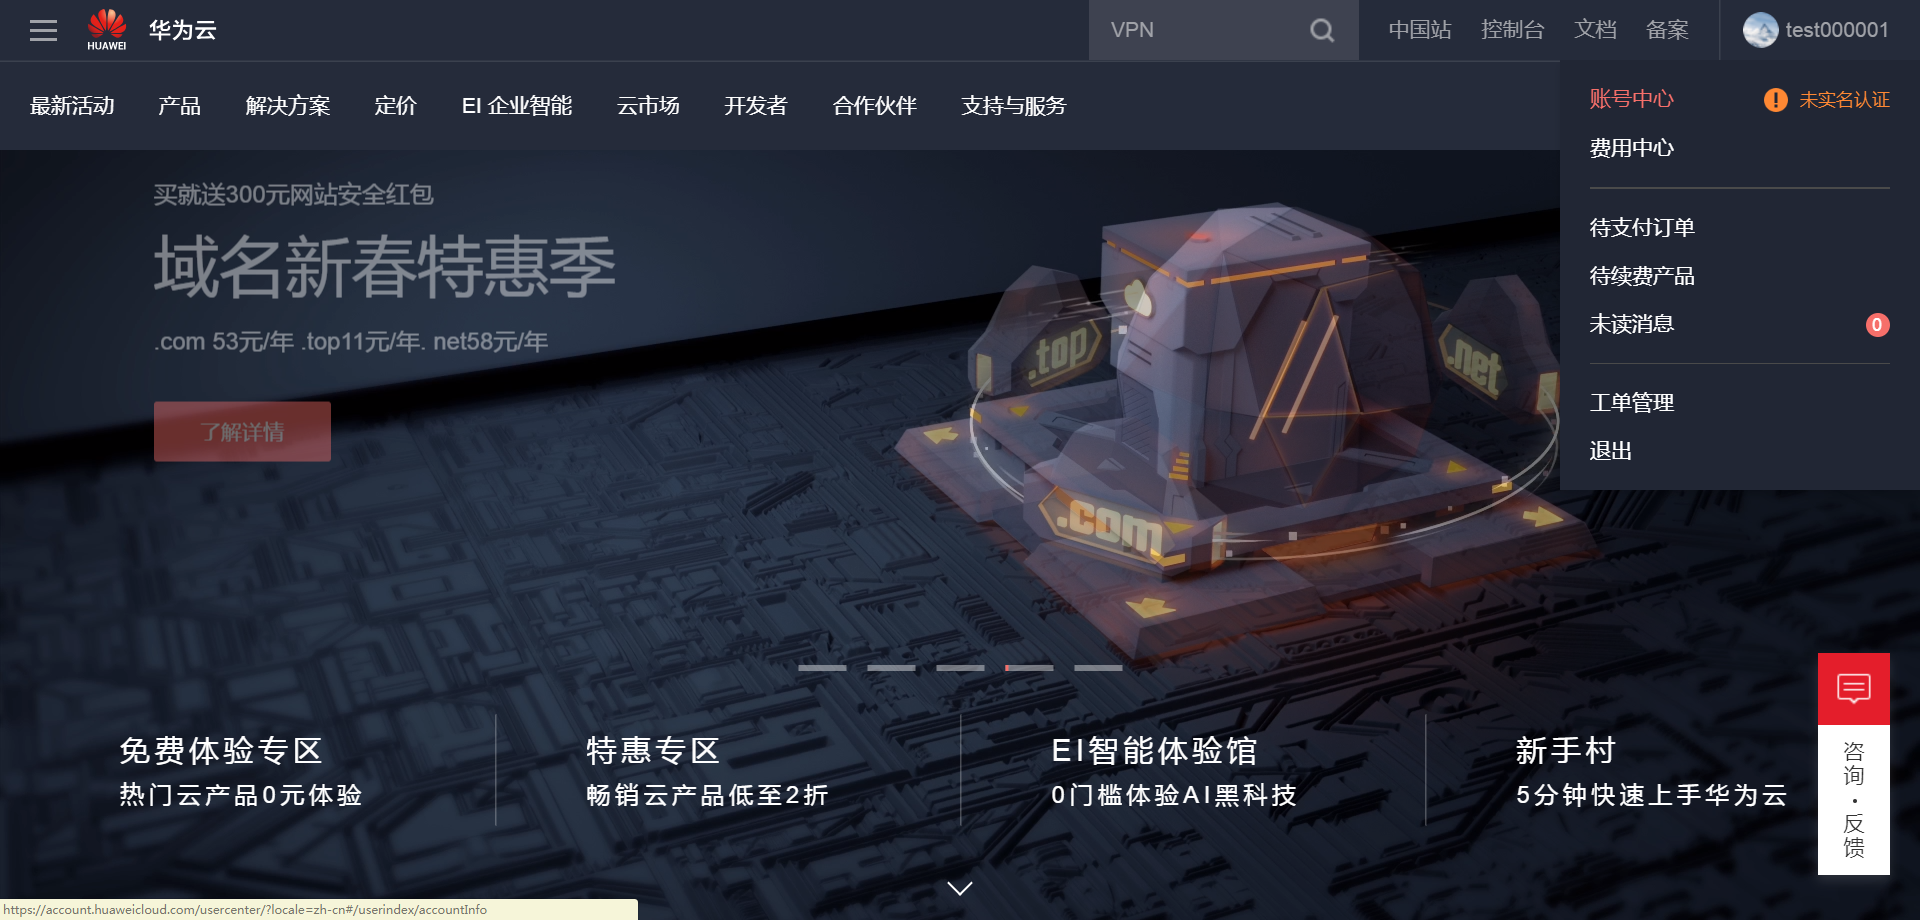 HUAWEI
华为云
VPN
中国站 控制台 文档 备案
test000001
最新活动 产品 解决方案 定价 EI 企业智能 云市场 开发者 合作伙伴 支持与服务
账号中心
! 未实名认证
费用中心
待支付订单
待续费产品
未读消息
0
工单管理
退出
买就送300元网站安全红包
域名新春特惠季
.com 53元/年 .top11元/年. net58元/年
了解详情
.top
.net
.com
免费体验专区
热门云产品0元体验
特惠专区
畅销云产品低至2折
EI智能体验馆
0门槛体验AI黑科技
新手村
5分钟快速上手华为云
咨询·反馈
https://account.huaweicloud.com/usercenter/?locale=zh-cn#/userindex/accountInfo